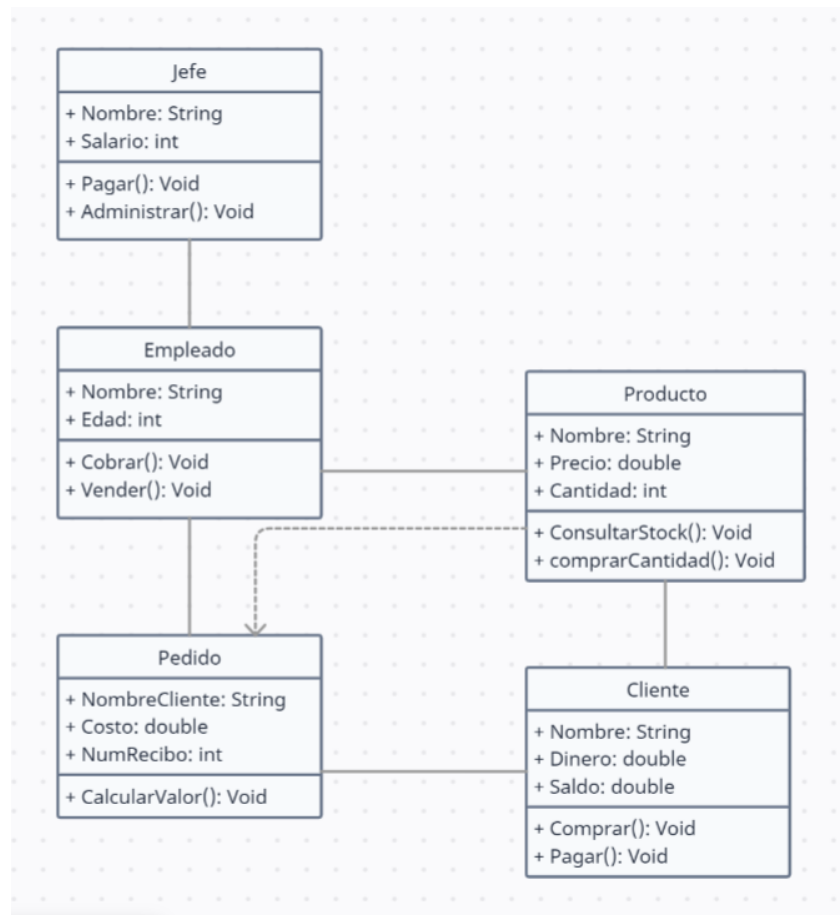 Jefe
+ Nombre: String
+ Salario: int
+ Pagar(): Void
+ Administrar(): Void
Empleado
+ Nombre: String
+ Edad: int
+ Cobrar(): Void
+ Vender(): Void
Producto
+ Nombre: String
+ Precio: double
+ Cantidad: int
+ ConsultarStock(): Void
+ comprarCantidad(): Void
Pedido
+ NombreCliente: String
+ Costo: double
+ NumRecibo: int
+ CalcularValor(): Void
Cliente
+ Nombre: String
+ Dinero: double
+ Saldo: double
+ Comprar(): Void
+ Pagar(): Void